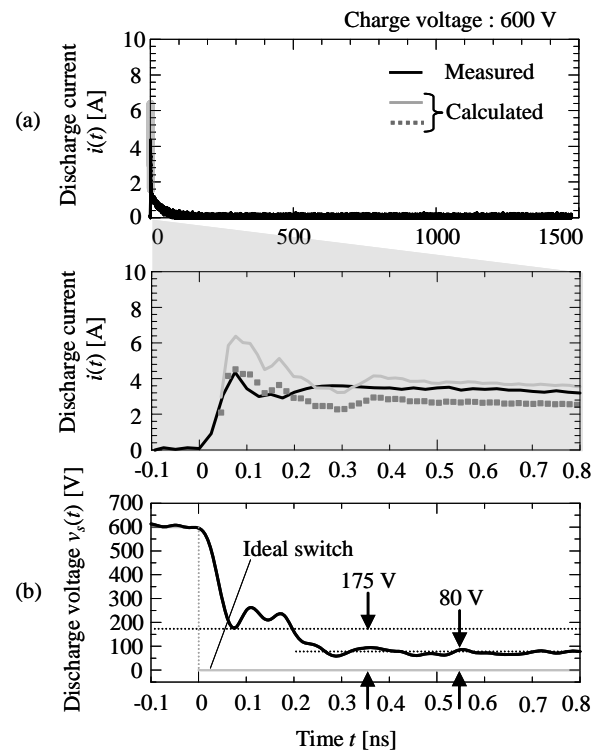 Charge voltage : 600 V
(a)
Discharge current
i(t) [A]
10
8
6
4
2
0
Measured
Calculated
0 500 1000 1500
Discharge current
i(t) [A]
10
8
6
4
2
0
-0.1 0 0.1 0.2 0.3 0.4 0.5 0.6 0.7 0.8
(b)
Discharge voltage vs(t) [V]
700
600
500
400
300
200
100
0
Ideal switch
175 V
80 V
-0.1 0 0.1 0.2 0.3 0.4 0.5 0.6 0.7 0.8
Time t [ns]